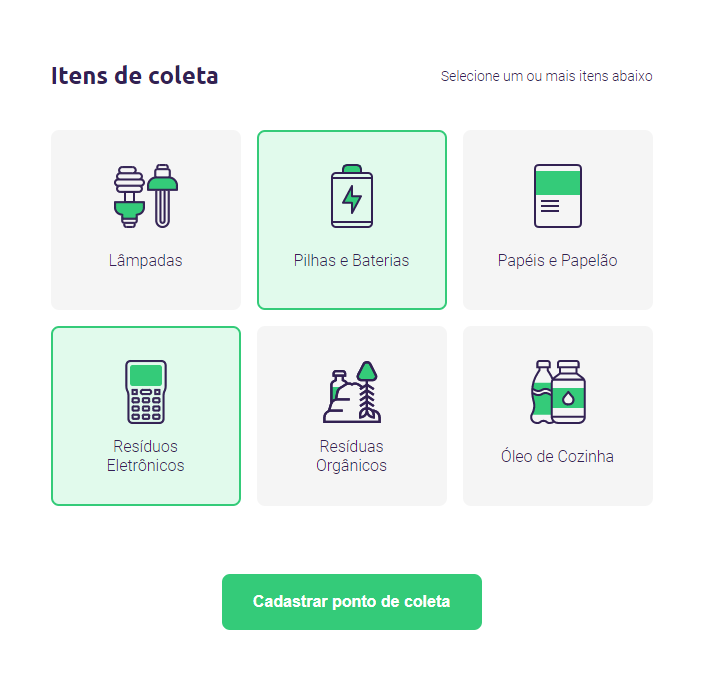 Itens de coleta
Selecione um ou mais itens abaixo
Lâmpadas
Pilhas e Baterias
Papéis e Papelão
Resíduos
Eletrônicos
Resíduas
Orgânicos
Óleo de Cozinha
Cadastrar ponto de coleta